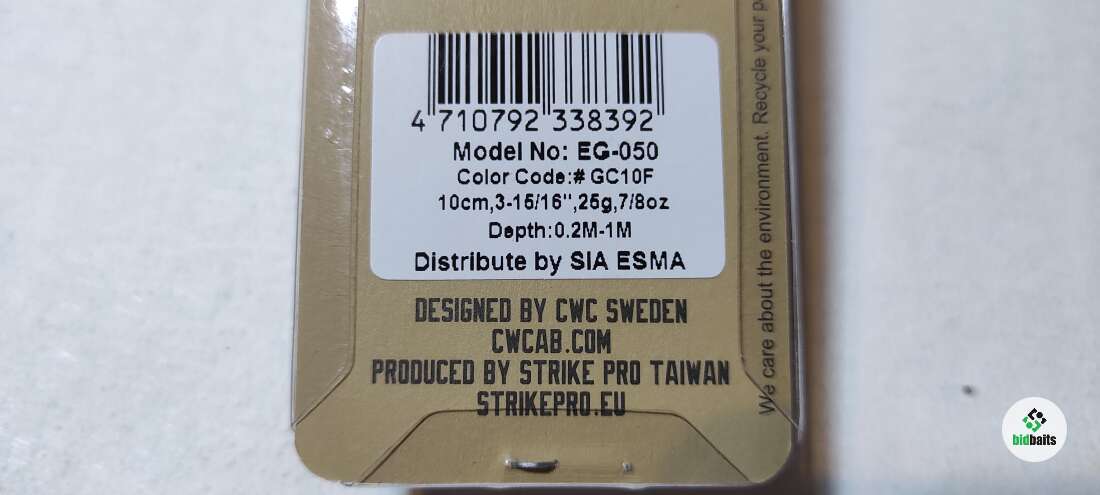 4 710792 338392
Model No: EG-050
Color Code:# GC10F
10cm,3-15/16",25g,7/8oz
Depth:0.2M-1M
Distribute by SIA ESMA
DESIGNED BY CWC SWEDEN
CWCAB.COM
PRODUCED BY STRIKE PRO TAIWAN
STRIKEPRO.EU
We care about the environment. Recycle your
bidbaits